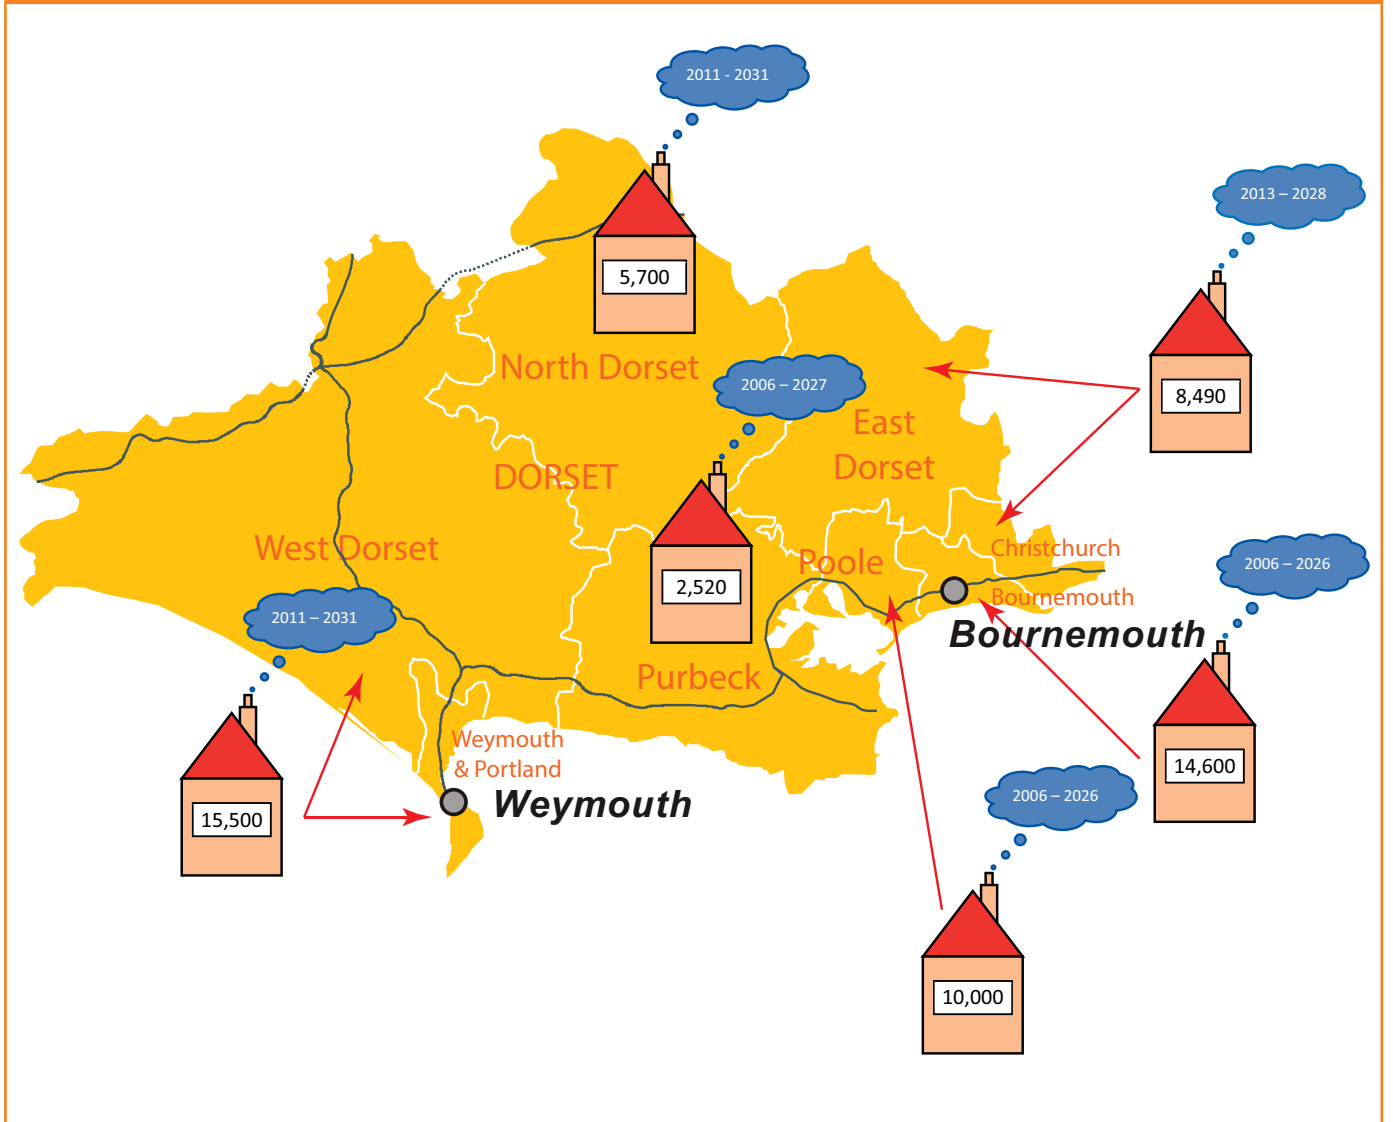 2011 - 2031
2013 – 2028
5,700
North Dorset
2006 – 2027
8,490
East
Dorset
DORSET
West Dorset
Poole
Christchurch
2006 – 2026
2,520
Bournemouth
2011 – 2031
Bournemouth
Purbeck
Weymouth
& Portland
14,600
2006 – 2026
Weymouth
15,500
10,000